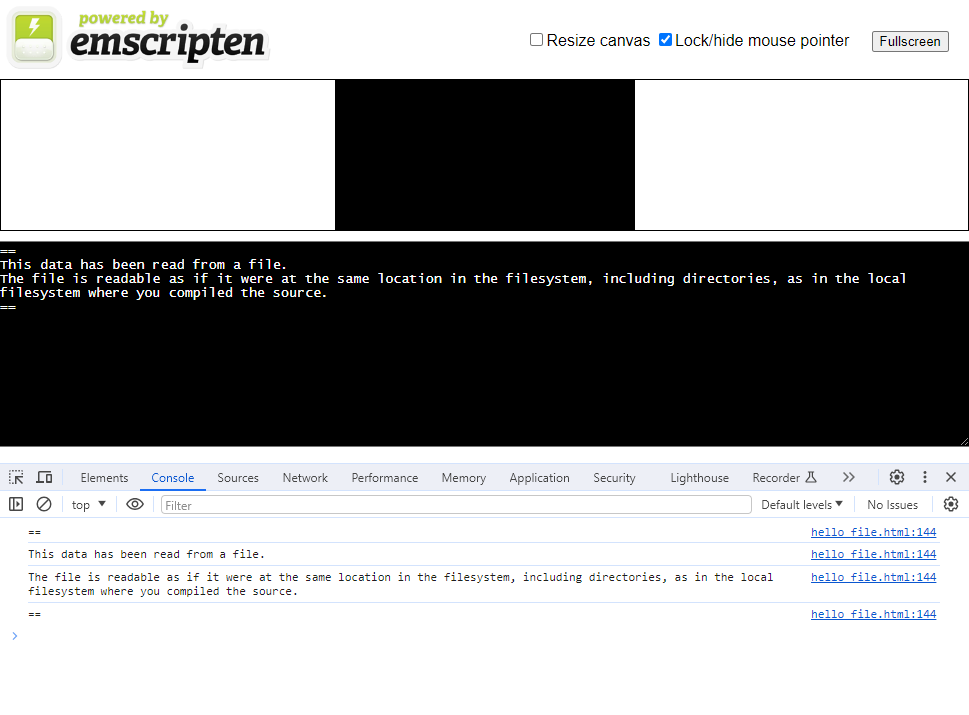 powered by
emscripten
Resize canvas Lock/hide mouse pointer Fullscreen
==
This data has been read from a file.
The file is readable as if it were at the same location in the filesystem, including directories, as in the local
filesystem where you compiled the source.
==
Elements Console Sources Network Performance Memory Application Security Lighthouse Recorder
top Filter Default levels No Issues
== hello_file.html:144
This data has been read from a file. hello_file.html:144
The file is readable as if it were at the same location in the filesystem, including directories, as in the local hello_file.html:144
filesystem where you compiled the source.
== hello_file.html:144